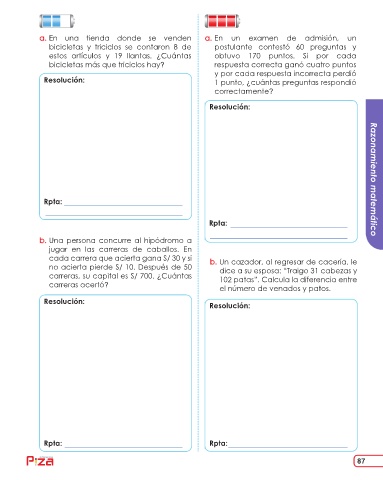 a. En una tienda donde se venden
bicicletas y triciclos se contaron 8 de
estos artículos y 19 llantas. ¿Cuántas
bicicletas más que triciclos hay?
Resolución:
Rpta:
b. Una persona concurre al hipódromo a
jugar en las carreras de caballos. En
cada carrera que acierta gana S/ 30 y si
no acierta pierde S/ 10. Después de 50
carreras, su capital es S/ 700. ¿Cuántas
carreras acertó?
Resolución:
Rpta:
a. En un examen de admisión, un
postulante contestó 60 preguntas y
obtuvo 170 puntos. Si por cada
respuesta correcta ganó cuatro puntos
y por cada respuesta incorrecta perdió
1 punto, ¿cuántas preguntas respondió
correctamente?
Resolución:
Rpta:
b. Un cazador, al regresar de cacería, le
dice a su esposa: "Traigo 31 cabezas y
102 patas". Calcula la diferencia entre
el número de venados y patos.
Resolución:
Rpta:
Razonamiento matemático
Piza
87